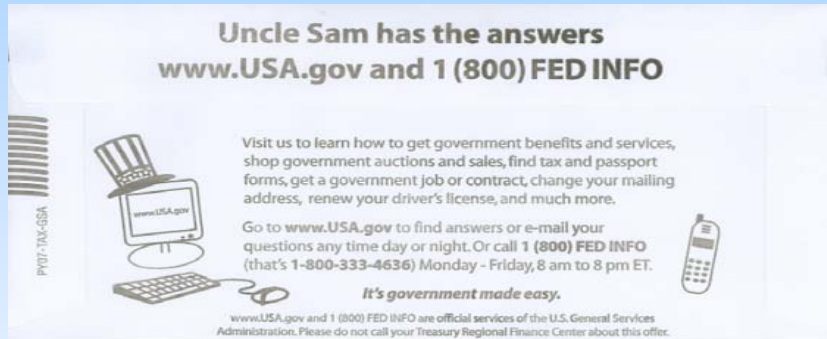 Uncle Sam has the answers
www.USA.gov and 1 (800) FED INFO
Visit us to learn how to get government benefits and services,
shop government auctions and sales, find tax and passport
forms, get a government job or contract, change your mailing
address, renew your driver's license, and much more.
Go to www.USA.gov to find answers or e-mail your
questions any time day or night. Or call 1 (800) FED INFO
(that's 1-800-333-4636) Monday - Friday, 8 am to 8 pm ET.
It's government made easy.
www.USA.gov and 1 (800) FED INFO are official services of the U.S. General Services
Administration. Please do not call your Treasury Regional Finance Center about this offer.
www.USA.gov
PY07-TAX-GSA